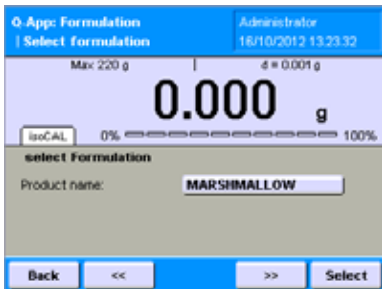 Q-App: Formulation
Administrator
| Select formulation
16/10/2012 13.23.32
Max 220 g
d = 0.001 g
0.000 g
isoCAL
0%
100%
select Formulation
Product name:
MARSHMALLOW
Back
<<
>>
Select